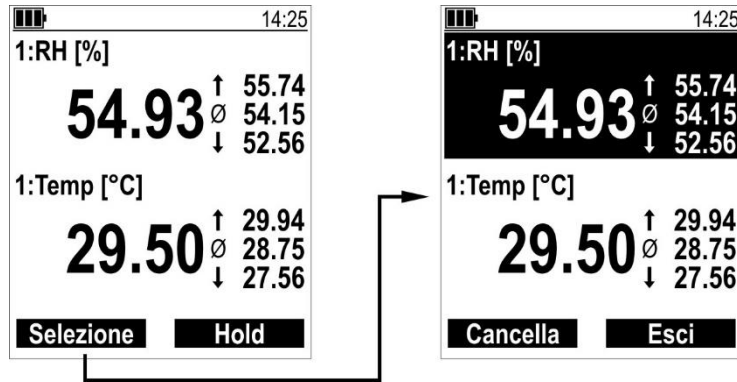 14:25
1:RH [%]
54.93
↑ 55.74
Ø 54.15
↓ 52.56
1:Temp [°C]
29.50
↑ 29.94
Ø 28.75
↓ 27.56
Selezione Hold
14:25
1:RH [%]
54.93
↑ 55.74
Ø 54.15
↓ 52.56
1:Temp [°C]
29.50
↑ 29.94
Ø 28.75
↓ 27.56
Cancella Esci